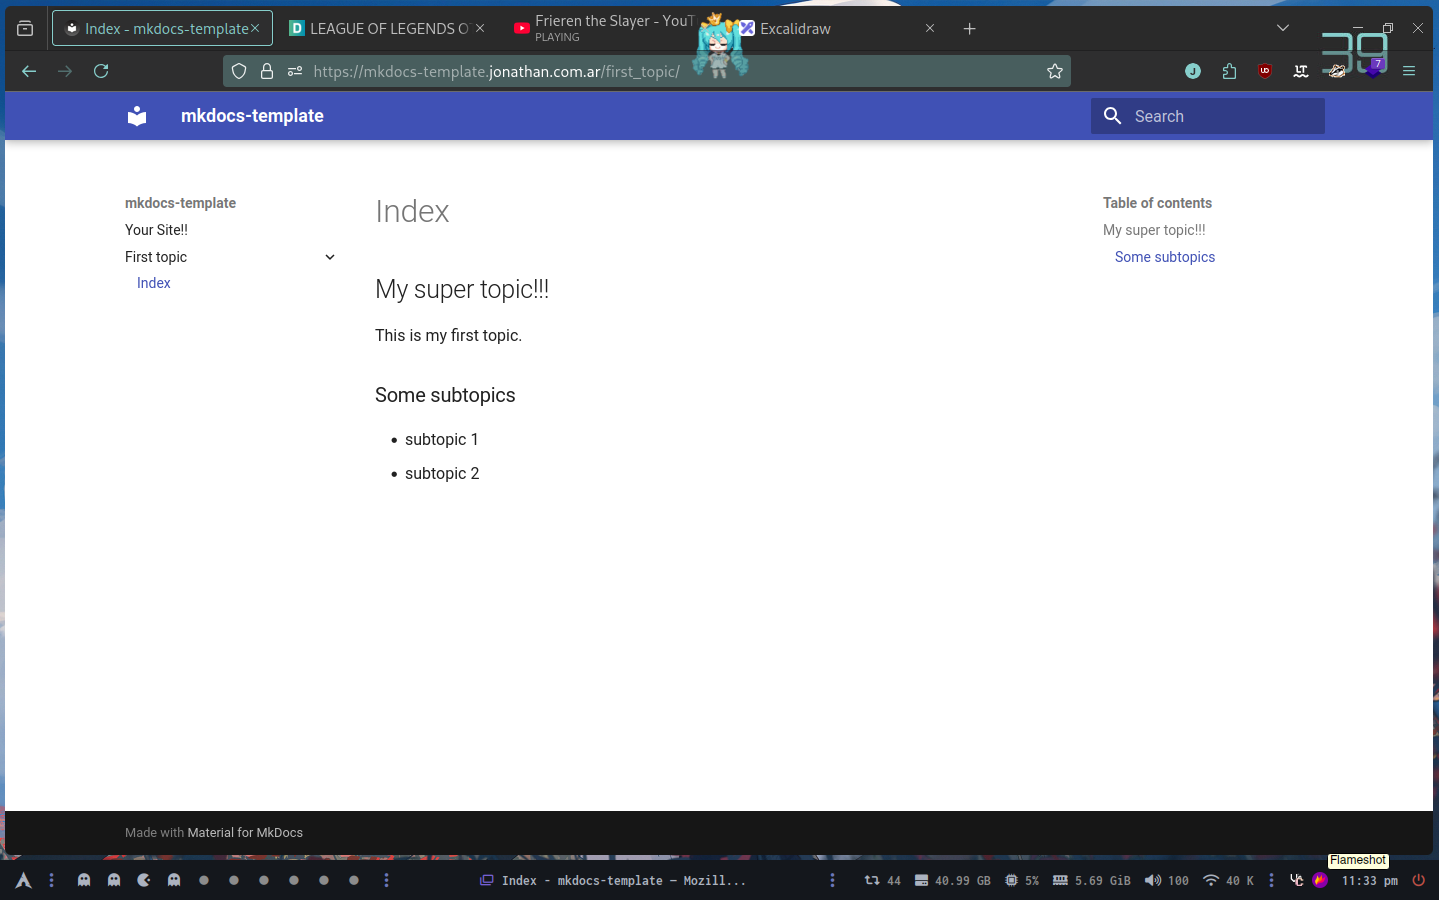 Index - mkdocs-template
LEAGUE OF LEGENDS O
Frieren the Slayer - YouT
PLAYING
Excalidraw
39
https://mkdocs-template.jonathan.com.ar/first_topic/
J
UD
LT
7
mkdocs-template
Search
mkdocs-template
Your Site!!
First topic
Index
Index
My super topic!!!
This is my first topic.
Some subtopics
• subtopic 1
• subtopic 2
Table of contents
My super topic!!!
Some subtopics
Made with Material for MkDocs
Flameshot
Index - mkdocs-template — Mozill...
44
40.99 GB
5%
5.69 GiB
100
40 K
11:33 pm